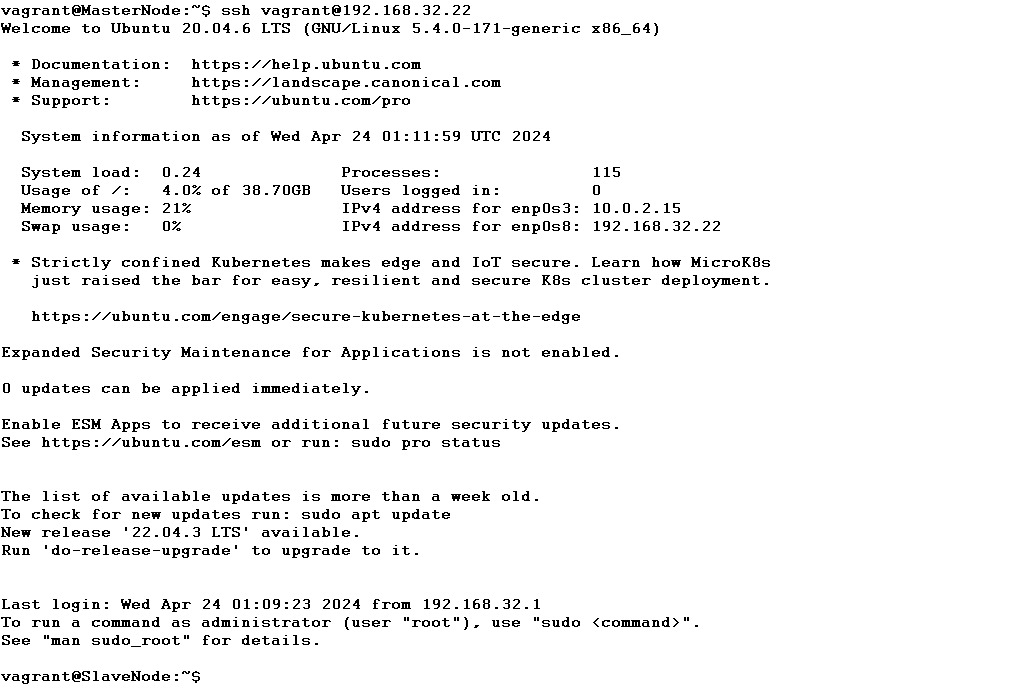 vagrant@MasterNode:~$ ssh vagrant@192.168.32.22
Welcome to Ubuntu 20.04.6 LTS (GNU/Linux 5.4.0-171-generic x86_64)
* Documentation: https://help.ubuntu.com
* Management: https://landscape.canonical.com
* Support: https://ubuntu.com/pro
System information as of Wed Apr 24 01:11:59 UTC 2024
System load: 0.24 Processes: 115
Usage of /: 4.0% of 38.70GB Users logged in: 0
Memory usage: 21% IPv4 address for enp0s3: 10.0.2.15
Swap usage: 0% IPv4 address for enp0s8: 192.168.32.22
* Strictly confined Kubernetes makes edge and IoT secure. Learn how MicroK8s
just raised the bar for easy, resilient and secure K8s cluster deployment.
https://ubuntu.com/engage/secure-kubernetes-at-the-edge
Expanded Security Maintenance for Applications is not enabled.
0 updates can be applied immediately.
Enable ESM Apps to receive additional future security updates.
See https://ubuntu.com/esm or run: sudo pro status
The list of available updates is more than a week old.
To check for new updates run: sudo apt update
New release '22.04.3 LTS' available.
Run 'do-release-upgrade' to upgrade to it.
Last login: Wed Apr 24 01:09:23 2024 from 192.168.32.1
To run a command as administrator (user "root"), use "sudo <command>".
See "man sudo_root" for details.
vagrant@SlaveNode:~$